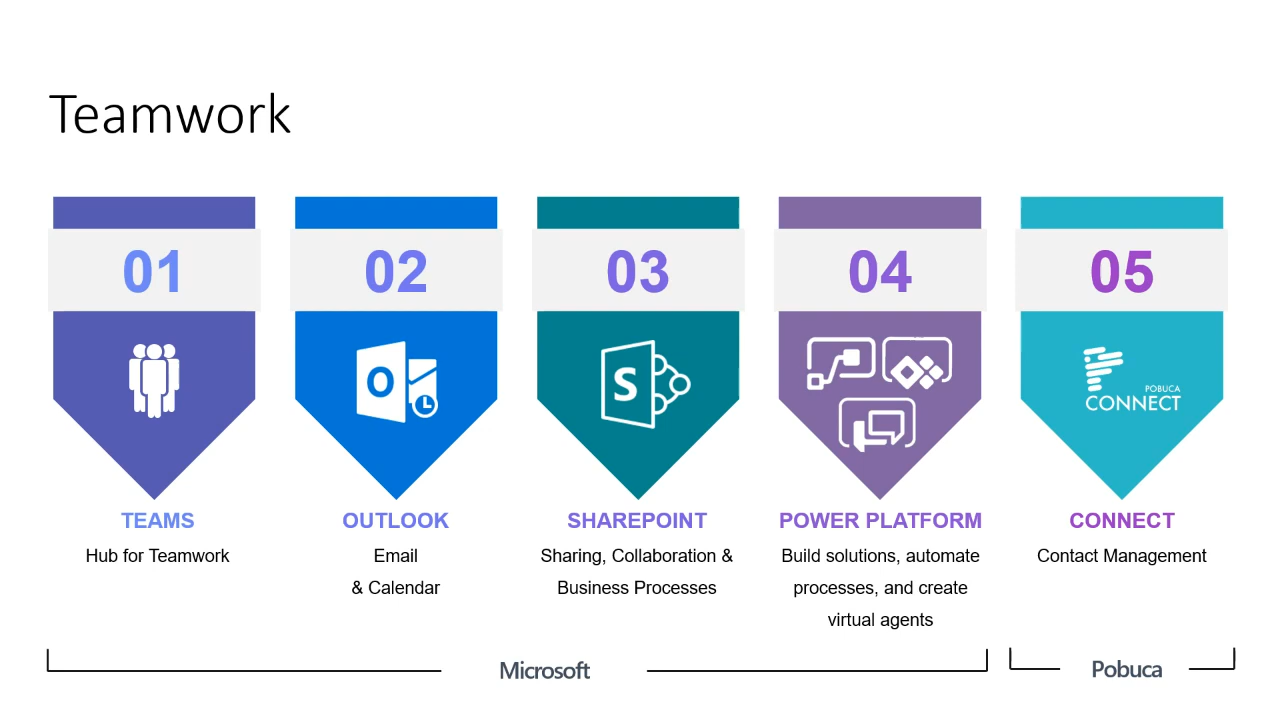 Teamwork
01
02
03
04
05
O
S
POBUCA
CONNECT
TEAMS
Hub for Teamwork
OUTLOOK
Email
& Calendar
SHAREPOINT
Sharing, Collaboration &
Business Processes
POWER PLATFORM
Build solutions, automate
processes, and create
virtual agents
CONNECT
Contact Management
Microsoft
Pobuca